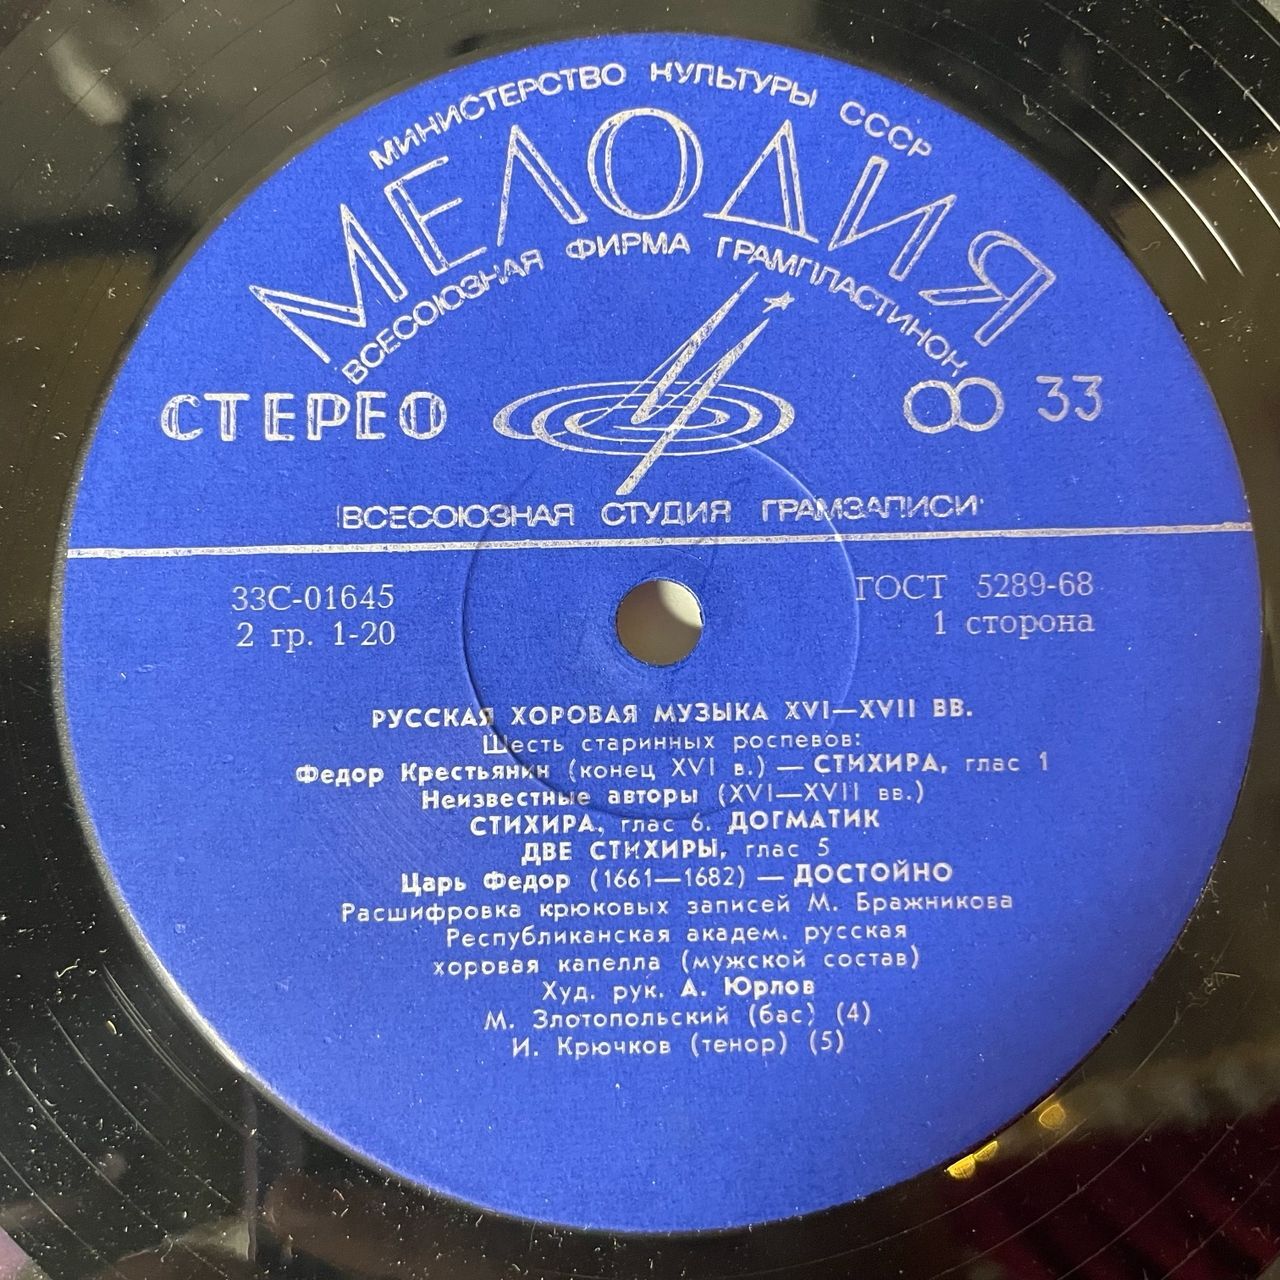 МИНИСТЕРСТВО КУЛЬТУРЫ СССР
МЕЛОДИЯ
ВСЕСОЮЗНАЯ ФИРМА ГРАМПЛАСТИНОК
СТЕРЕО
33
ВСЕСОЮЗНАЯ СТУДИЯ ГРАМЗАПИСИ
33С-01645
ГОСТ 5289-68
2 гр. 1-20
1 сторона
РУССКАЯ ХОРОВАЯ МУЗЫКА XVI—XVII ВВ.
Шесть старинных роспевов:
Федор Крестьянин (конец XVI в.) — СТИХИРА, глас 1
Неизвестные авторы (XVI—XVII вв.)
СТИХИРА, глас 6. ДОГМАТИК
ДВЕ СТИХИРЫ, глас 5
Царь Федор (1661—1682) — ДОСТОЙНО
Расшифровка крюковых записей М. Бражникова
Республиканская академ. русская
хоровая капелла (мужской состав)
Худ. рук. А. Юрлов
М. Злотопольский (бас) (4)
И. Крючков (тенор) (5)